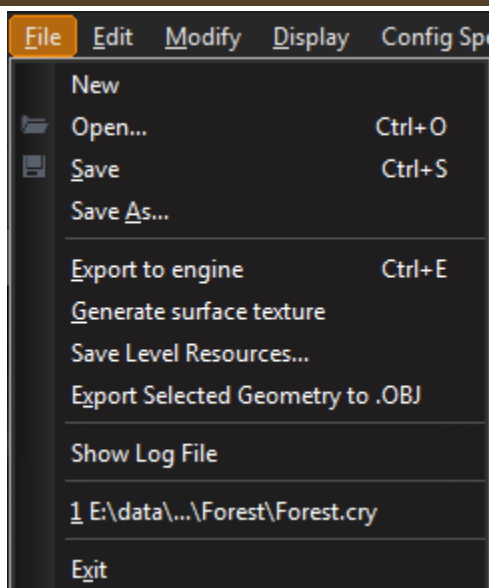 File Edit Modify Display Config Spe
New
Open... Ctrl+O
Save Ctrl+S
Save As...
Export to engine Ctrl+E
Generate surface texture
Save Level Resources...
Export Selected Geometry to .OBJ
Show Log File
1 E:\data\...\Forest\Forest.cry
Exit